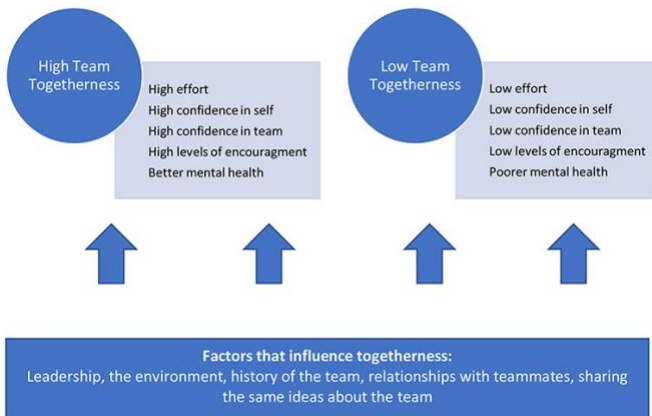 High Team
Togetherness
High effort
High confidence in self
High confidence in team
High levels of encouragment
Better mental health
Low Team
Togetherness
Low effort
Low confidence in self
Low confidence in team
Low levels of encouragment
Poorer mental health
Factors that influence togetherness:
Leadership, the environment, history of the team, relationships with teammates, sharing
the same ideas about the team